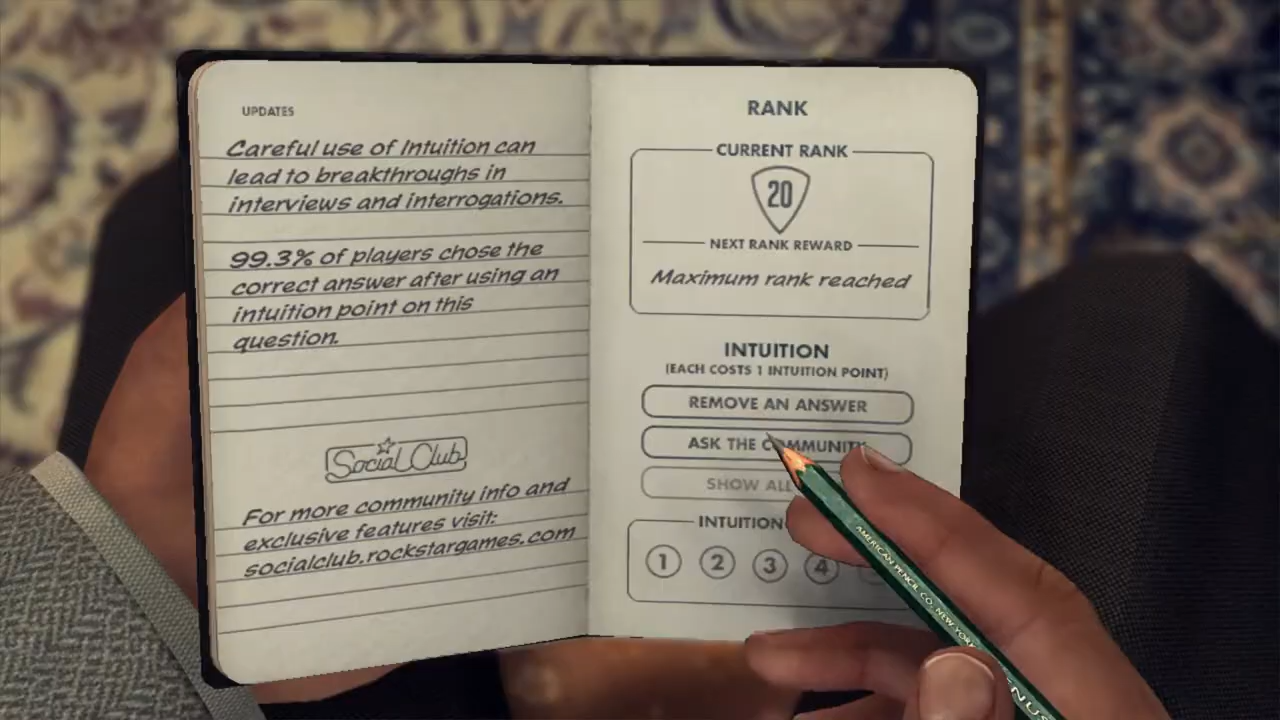 UPDATES
Careful use of Intuition can
lead to breakthroughs in
interviews and interrogations.
99.3% of players chose the
correct answer after using an
intuition point on this
question.
Social Club
For more community info and
exclusive features visit:
socialclub.rockstargames.com
RANK
CURRENT RANK
20
NEXT RANK REWARD
Maximum rank reached
INTUITION
(EACH COSTS 1 INTUITION POINT)
REMOVE AN ANSWER
ASK THE COMMUNITY
SHOW ALL
INTUITION
1 2 3 4
AMERICAN PENCIL CO. NEW YORK